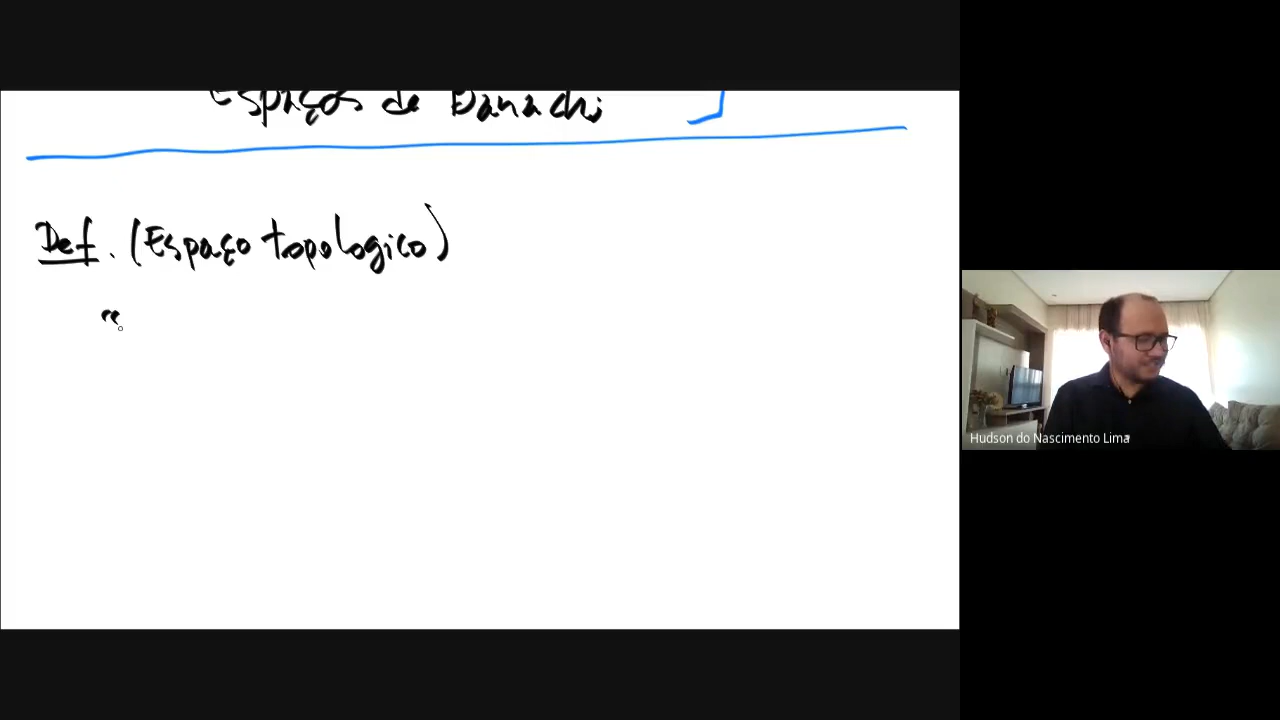 Espaços de Banach;
Def. (Espaço topologico)
"
Hudson do Nascimento Lima